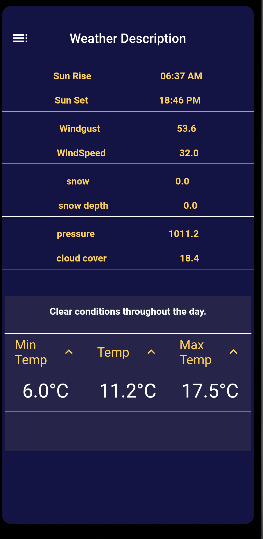 Weather Description
Sun Rise 06:37 AM
Sun Set 18:46 PM
Windgust 53.6
WindSpeed 32.0
snow 0.0
snow depth 0.0
pressure 1011.2
cloud cover 18.4
Clear conditions throughout the day.
Min Temp Temp Max Temp
6.0°C 11.2°C 17.5°C